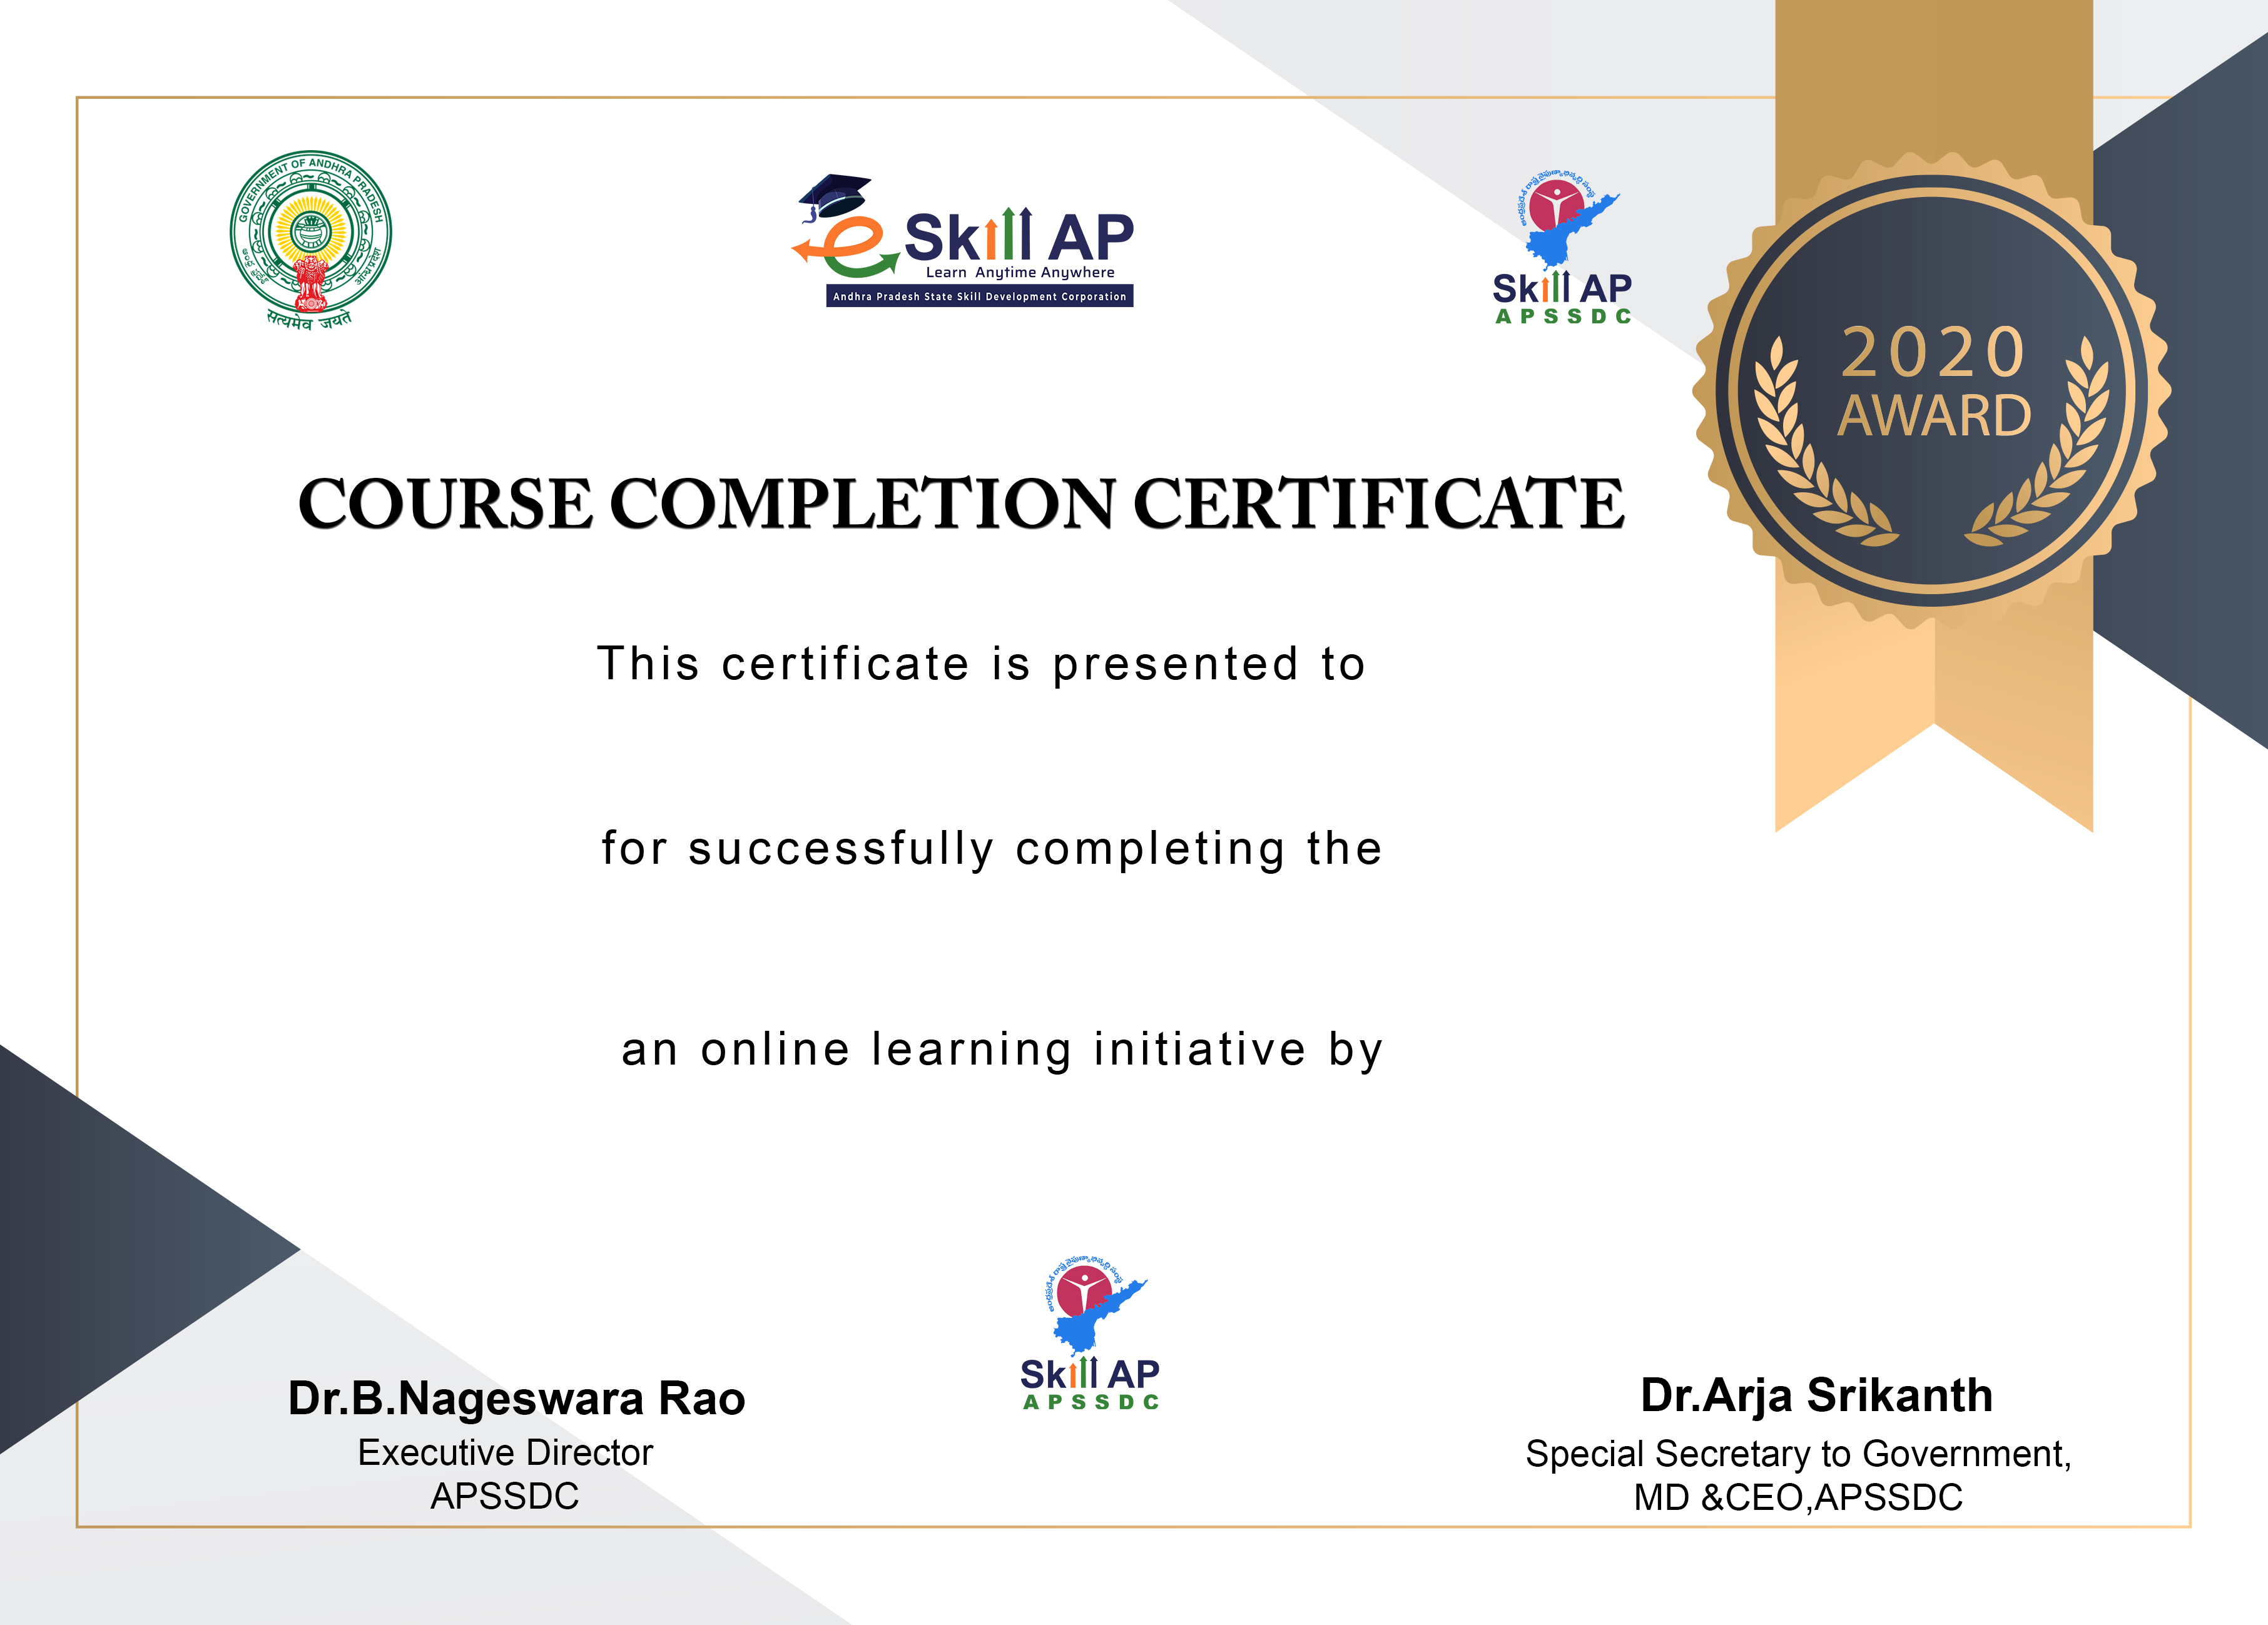 GOVERNMENT OF ANDHRA PRADESH
आन्ध्र प्रदेश
सत्यमेव जयते
e Skill AP
Learn Anytime Anywhere
Andhra Pradesh State Skill Development Corporation
Skill AP
APSSDC
2020
AWARD
COURSE COMPLETION CERTIFICATE
This certificate is presented to
for successfully completing the
an online learning initiative by
Skill AP
APSSDC
Dr.B.Nageswara Rao
Executive Director
APSSDC
Dr.Arja Srikanth
Special Secretary to Government,
MD &CEO,APSSDC